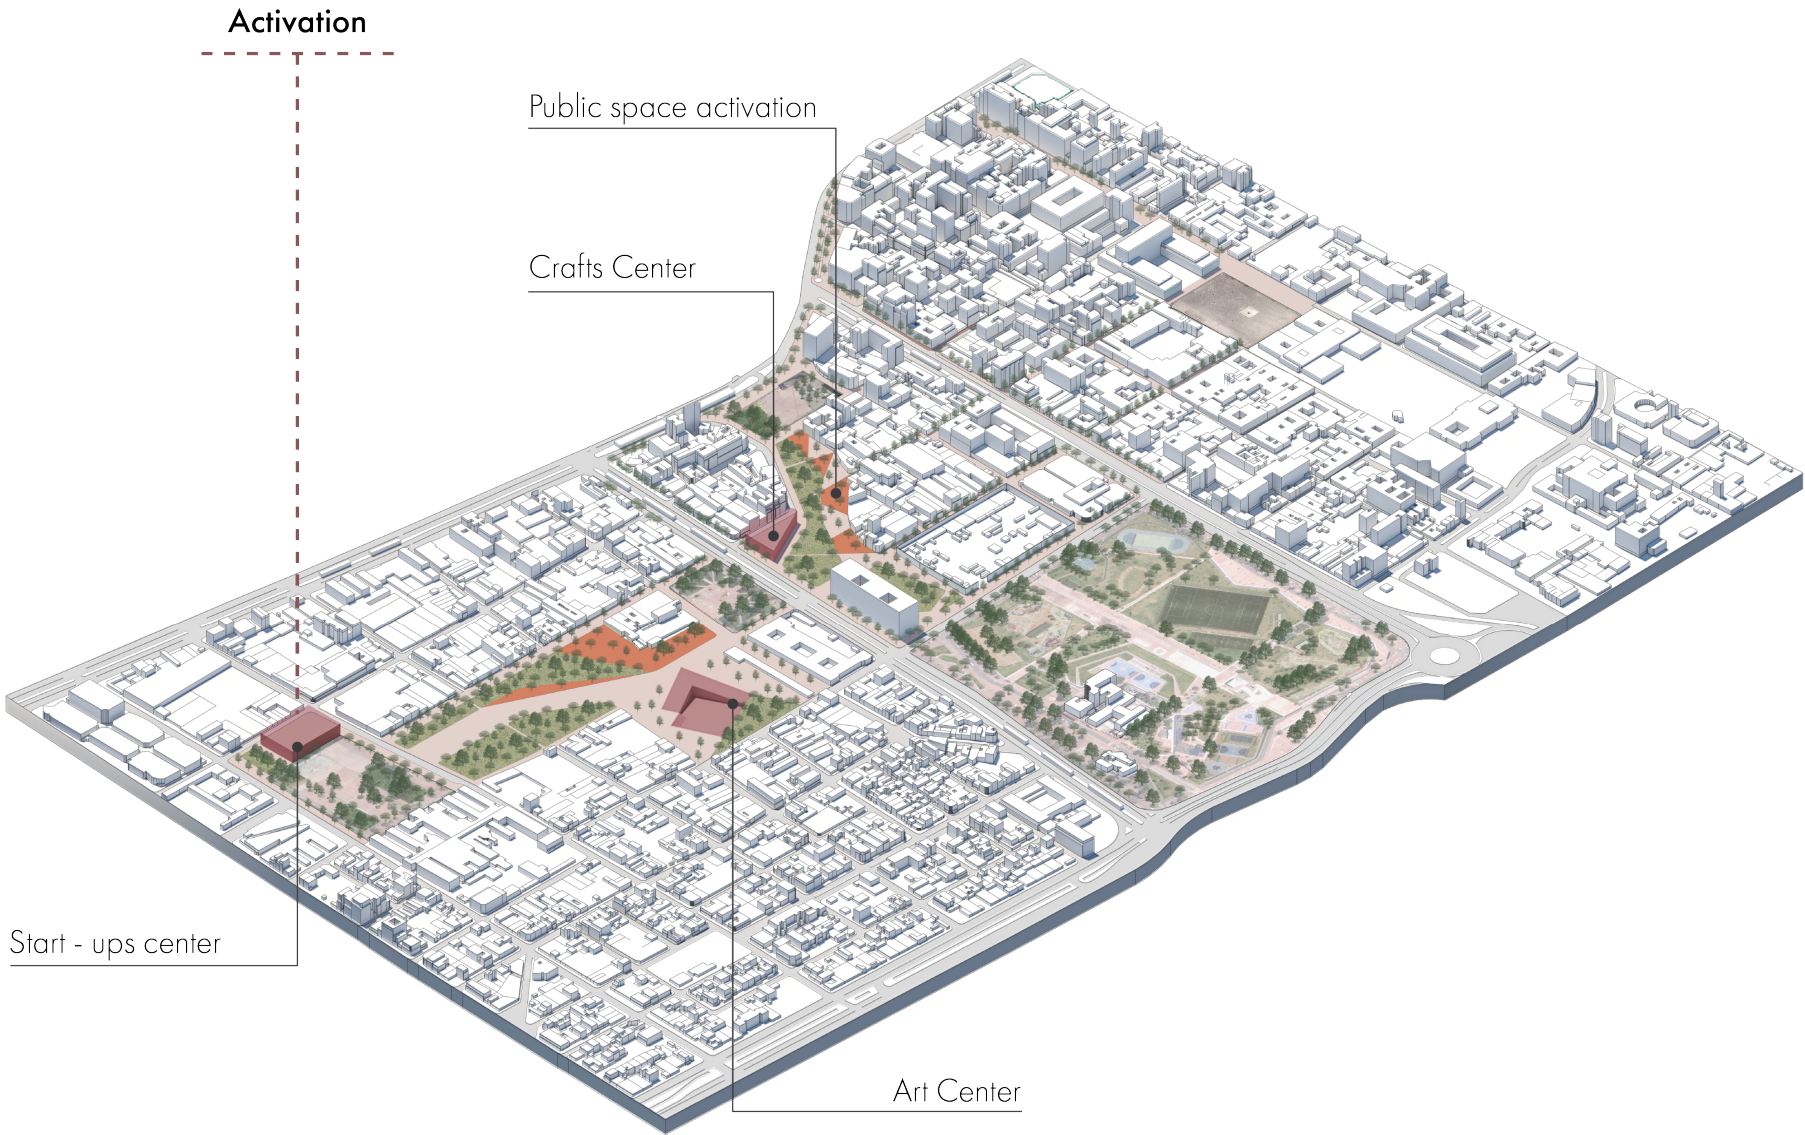 Activation
Public space activation
Crafts Center
Start - ups center
Art Center